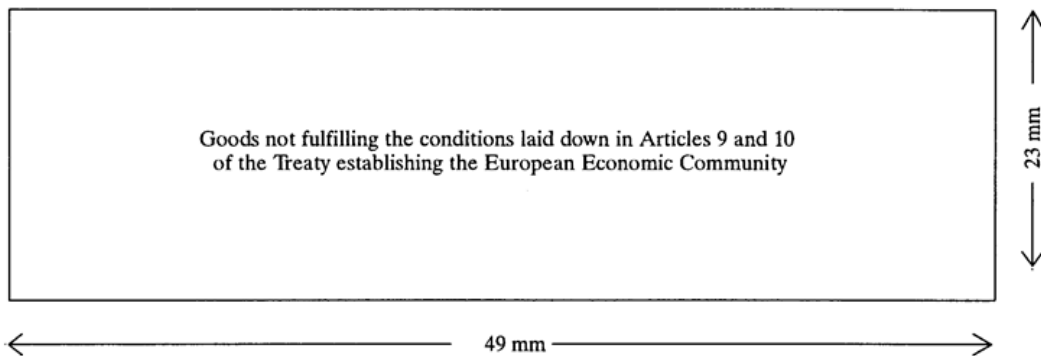 Goods not fulfilling the conditions laid down in Articles 9 and 10
of the Treaty establishing the European Economic Community
23 mm
49 mm